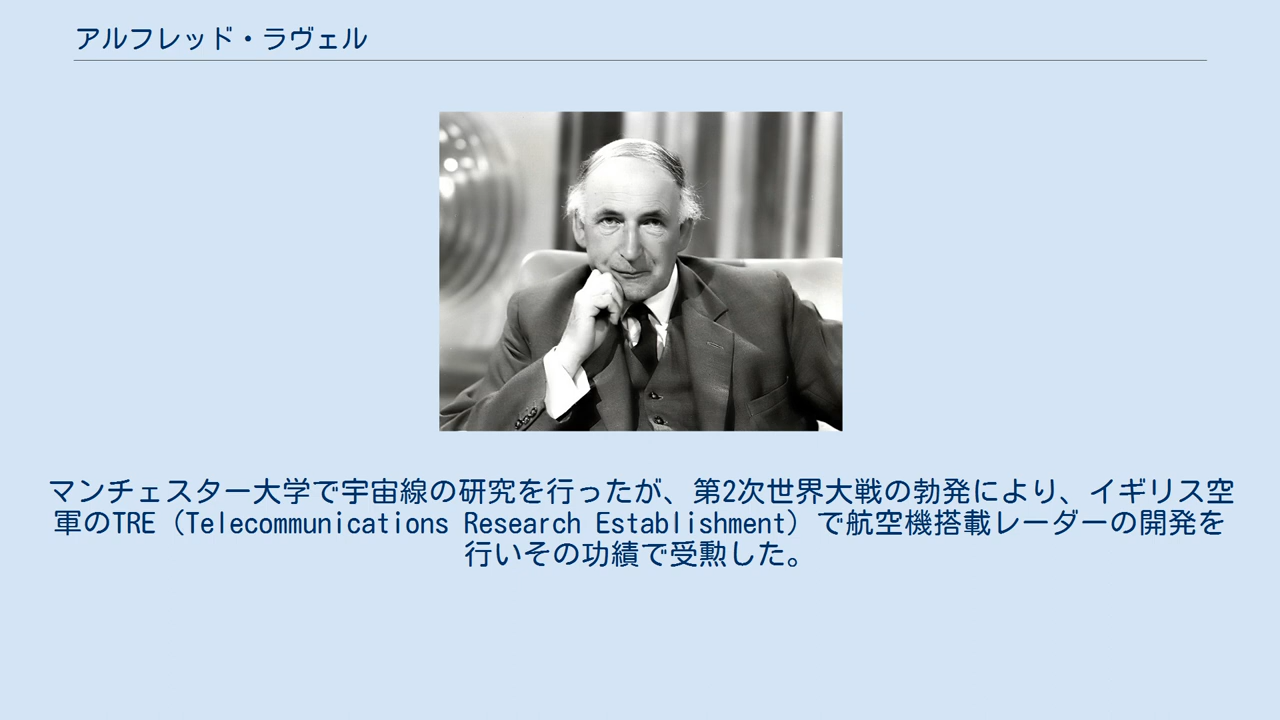 アルフレッド・ラヴェル
マンチェスター大学で宇宙線の研究を行ったが、第2次世界大戦の勃発により、イギリス空
軍のTRE（Telecommunications Research Establishment）で航空機搭載レーダーの開発を
行いその功績で受勲した。